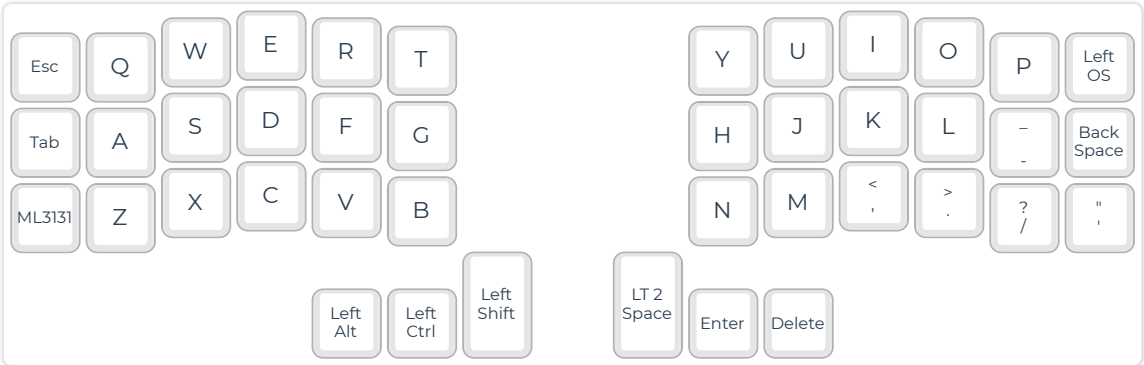 Esc Q W E R T Y U I O P Left OS
Tab A S D F G H J K L _ - Back Space
ML3131 Z X C V B N M < , > . ? / " '
Left Alt Left Ctrl Left Shift LT 2 Space Enter Delete